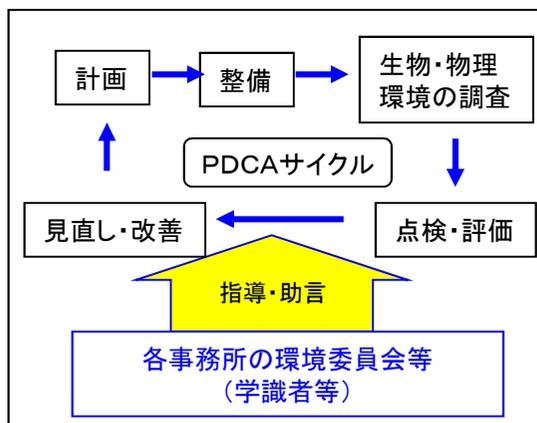 計画
整備
生物・物理
環境の調査
PDCAサイクル
見直し・改善
点検・評価
指導・助言
各事務所の環境委員会等
（学識者等）